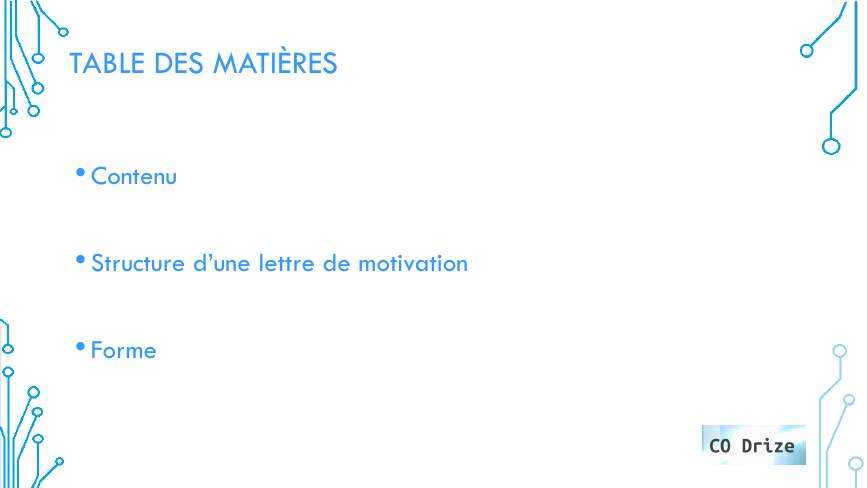 TABLE DES MATIÈRES
• Contenu
• Structure d’une lettre de motivation
• Forme
CO Drize